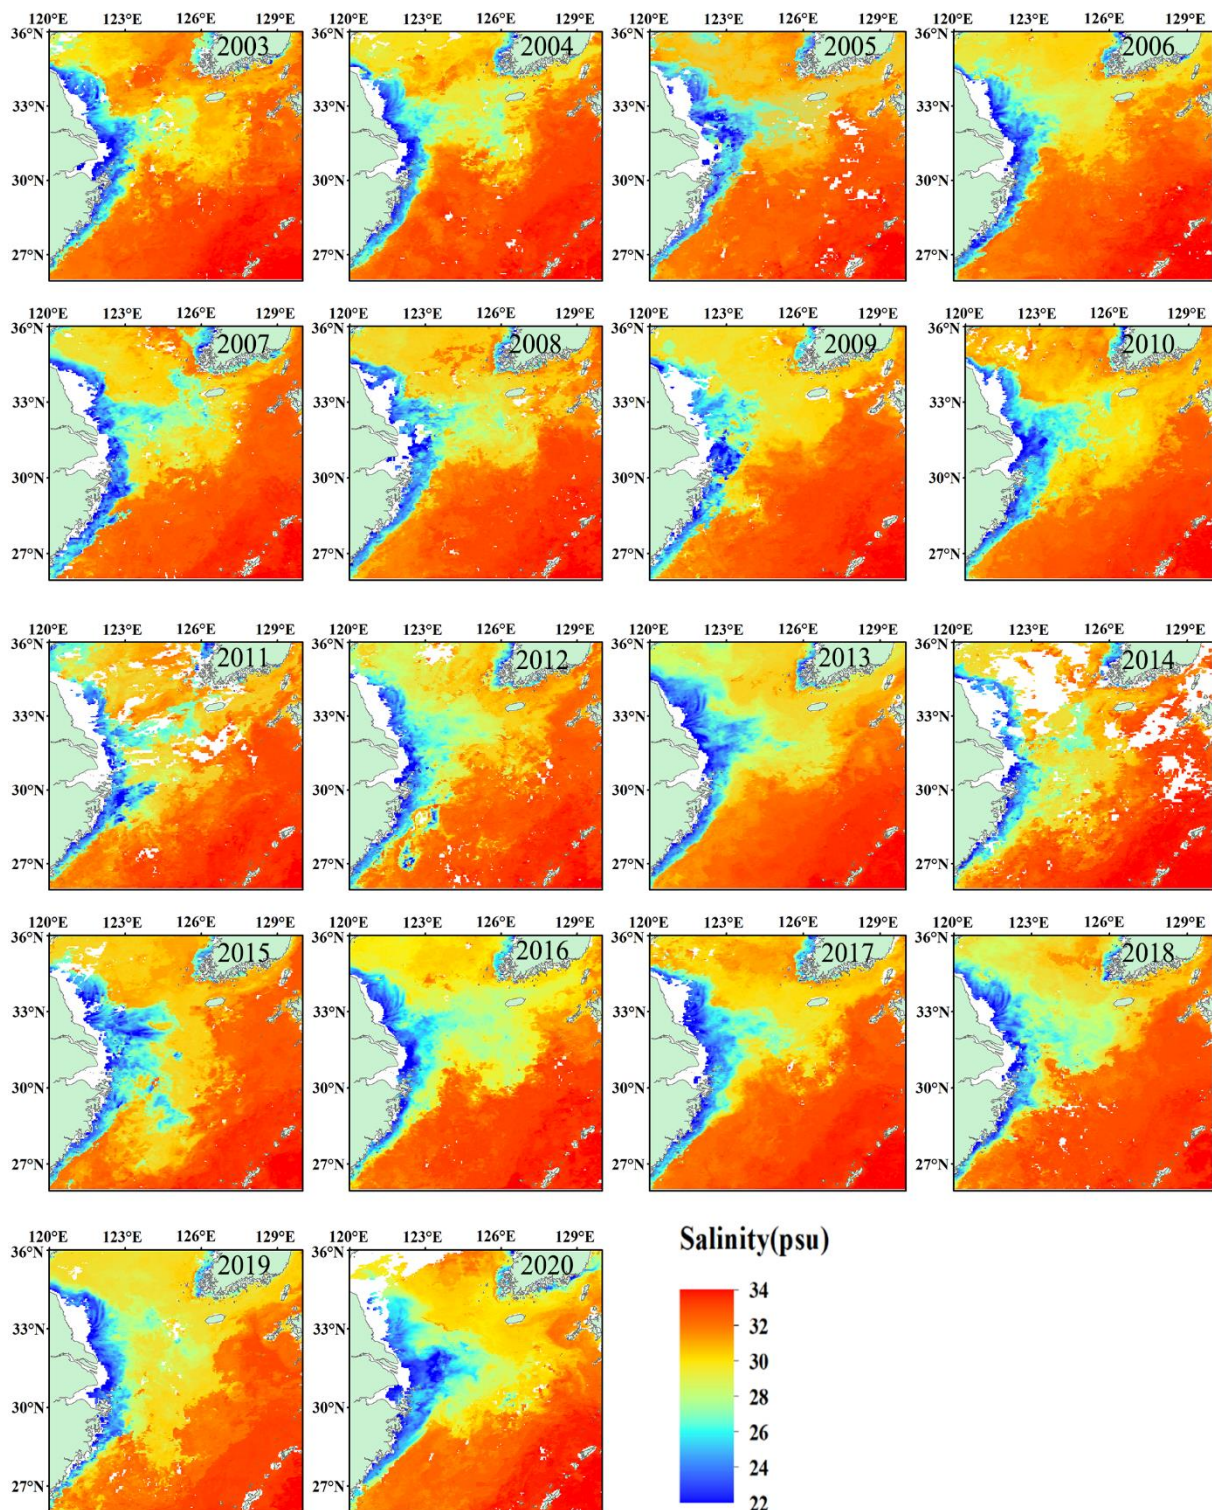 120°E 123°E 126°E 129°E 120°E 123°E 126°E 129°E 120°E 123°E 126°E 129°E 120°E 123°E 126°E 129°E
36°N 2003 36°N 2004 36°N 2005 36°N 2006
33°N 33°N 33°N 33°N
30°N 30°N 30°N 30°N
27°N 27°N 27°N 27°N
120°E 123°E 126°E 129°E 120°E 123°E 126°E 129°E 120°E 123°E 126°E 129°E 120°E 123°E 126°E 129°E
36°N 2007 36°N 2008 36°N 2009 36°N 2010
33°N 33°N 33°N 33°N
30°N 30°N 30°N 30°N
27°N 27°N 27°N 27°N
120°E 123°E 126°E 129°E 120°E 123°E 126°E 129°E 120°E 123°E 126°E 129°E 120°E 123°E 126°E 129°E
36°N 2011 36°N 2012 36°N 2013 36°N 2014
33°N 33°N 33°N 33°N
30°N 30°N 30°N 30°N
27°N 27°N 27°N 27°N
120°E 123°E 126°E 129°E 120°E 123°E 126°E 129°E 120°E 123°E 126°E 129°E 120°E 123°E 126°E 129°E
36°N 2015 36°N 2016 36°N 2017 36°N 2018
33°N 33°N 33°N 33°N
30°N 30°N 30°N 30°N
27°N 27°N 27°N 27°N
120°E 123°E 126°E 129°E 120°E 123°E 126°E 129°E
36°N 2019 36°N 2020
33°N 33°N
30°N 30°N
27°N 27°N
Salinity(psu)
34
32
30
28
26
24
22